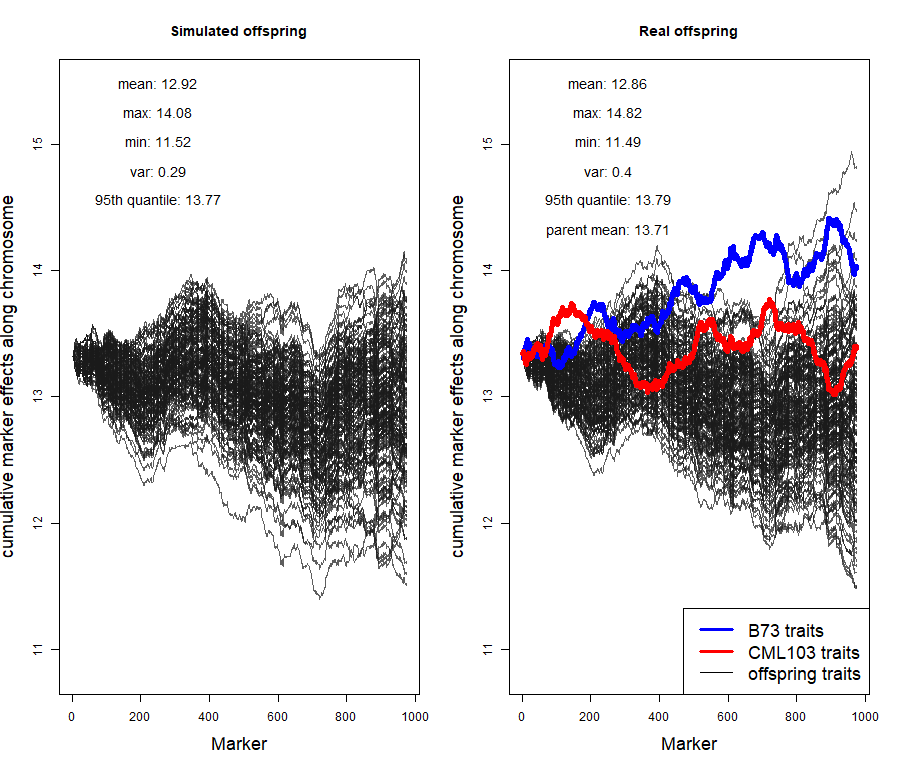 Simulated offspring
mean: 12.92
max: 14.08
min: 11.52
var: 0.29
95th quantile: 13.77
cumulative marker effects along chromosome
15
14
13
12
11
0 200 400 600 800 1000
Marker
Real offspring
mean: 12.86
max: 14.82
min: 11.49
var: 0.4
95th quantile: 13.79
parent mean: 13.71
cumulative marker effects along chromosome
15
14
13
12
11
B73 traits
CML103 traits
offspring traits
0 200 400 600 800 1000
Marker